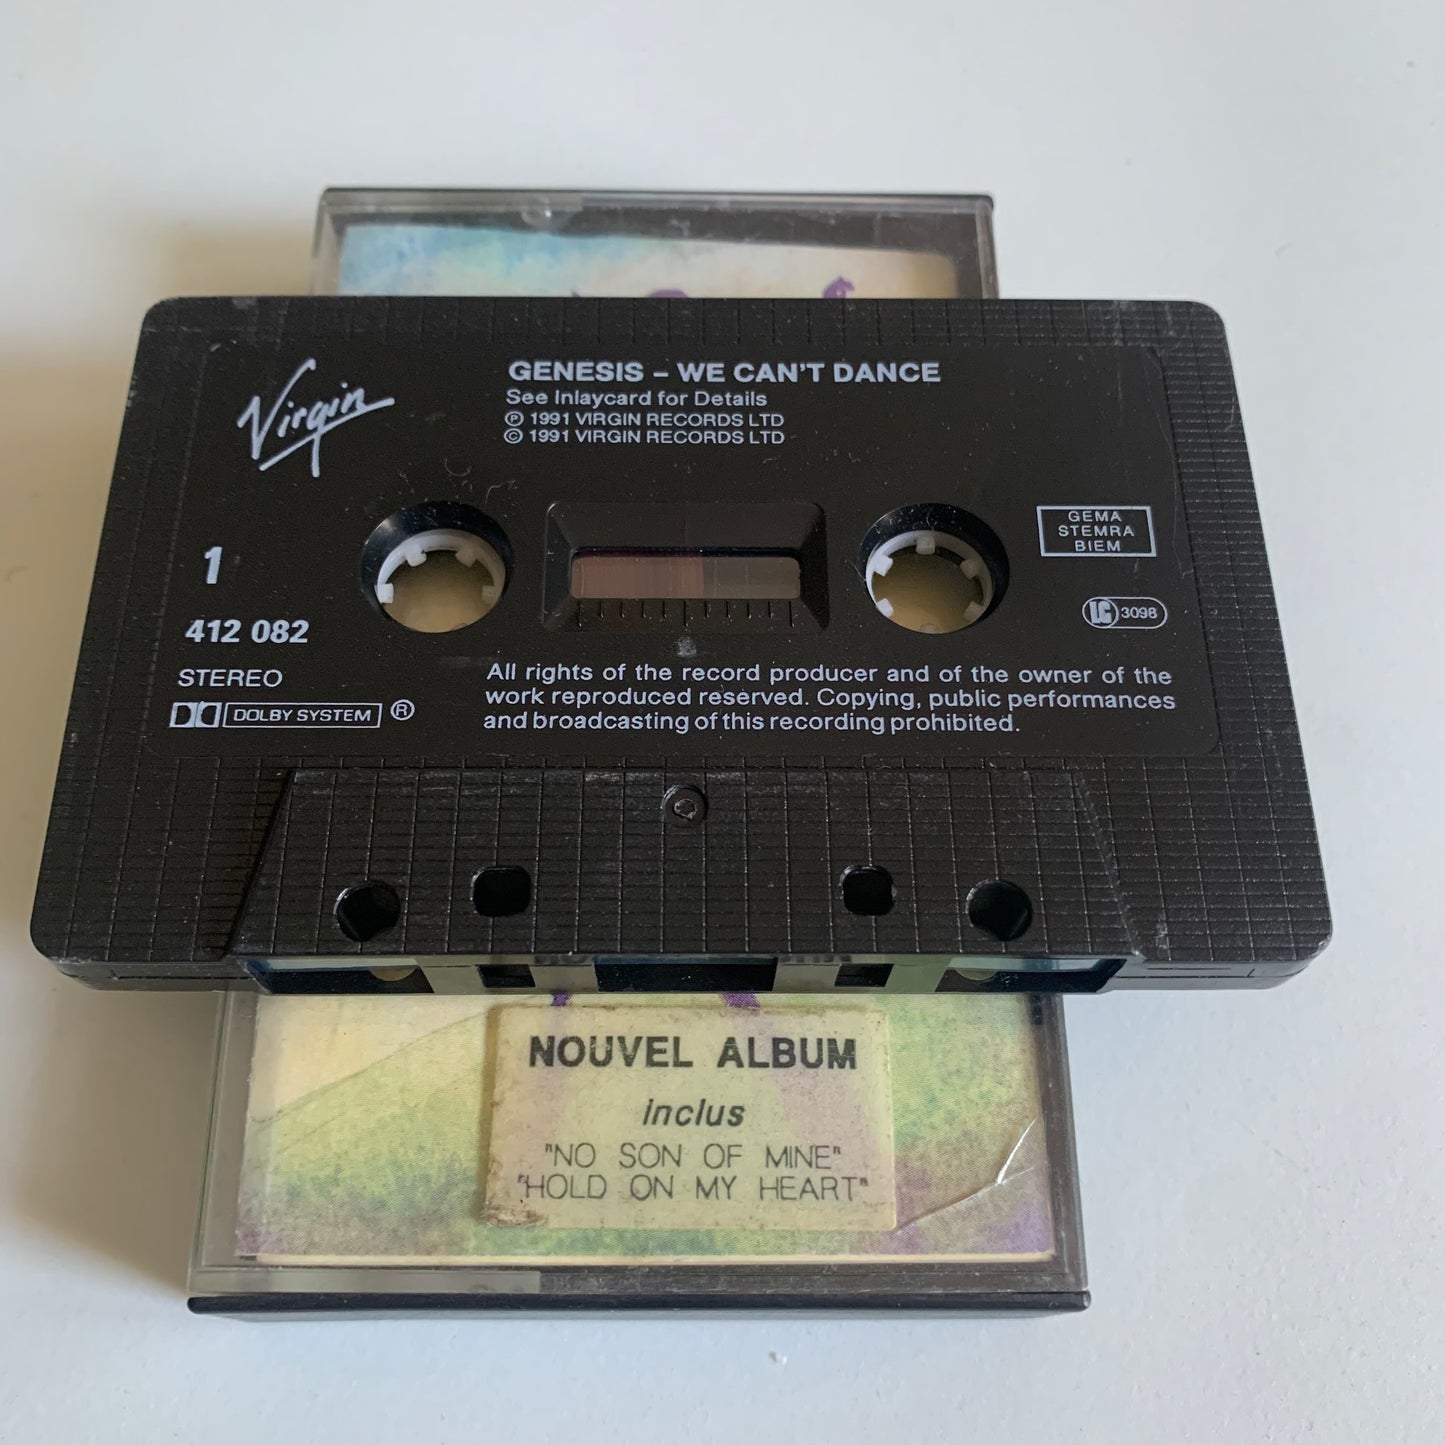 Virgin
GENESIS – WE CAN'T DANCE
See Inlaycard for Details
Ⓟ 1991 VIRGIN RECORDS LTD
© 1991 VIRGIN RECORDS LTD
GEMA
STEMRA
BIEM
1
412 082
LC 3098
STEREO
DOLBY SYSTEM ®
All rights of the record producer and of the owner of the
work reproduced reserved. Copying, public performances
and broadcasting of this recording prohibited.
NOUVEL ALBUM
inclus
"NO SON OF MINE"
"HOLD ON MY HEART"